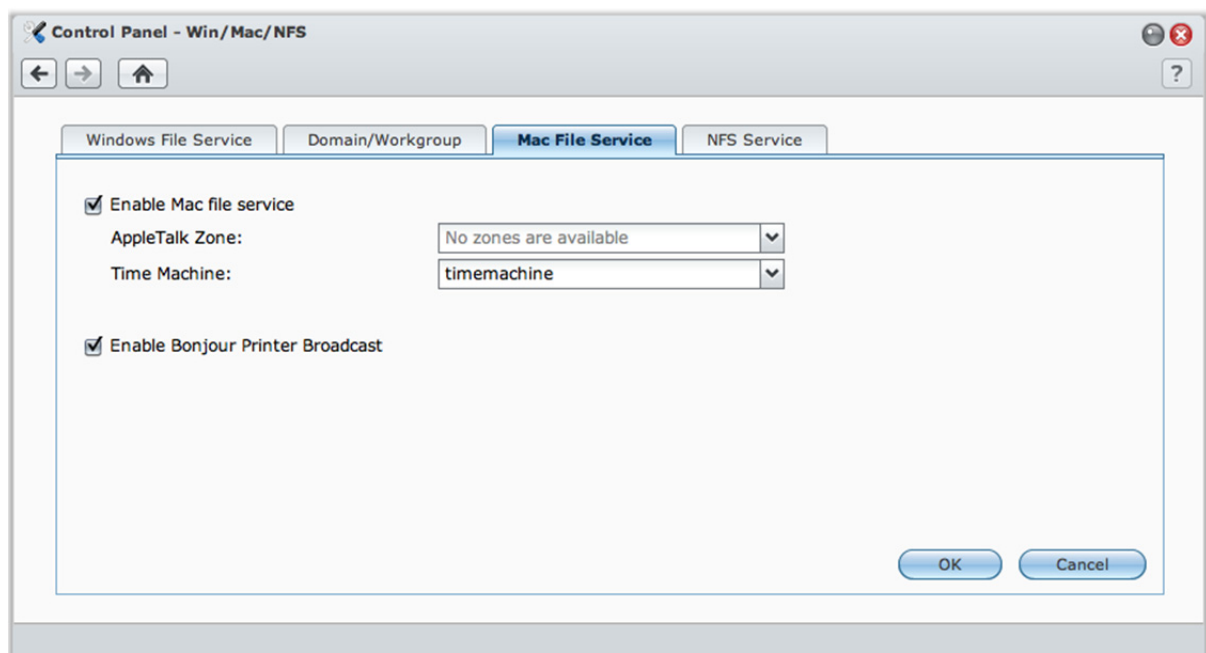 Control Panel - Win/Mac/NFS
?
Windows File Service Domain/Workgroup Mac File Service NFS Service
Enable Mac file service
AppleTalk Zone: No zones are available
Time Machine: timemachine
Enable Bonjour Printer Broadcast
OK Cancel